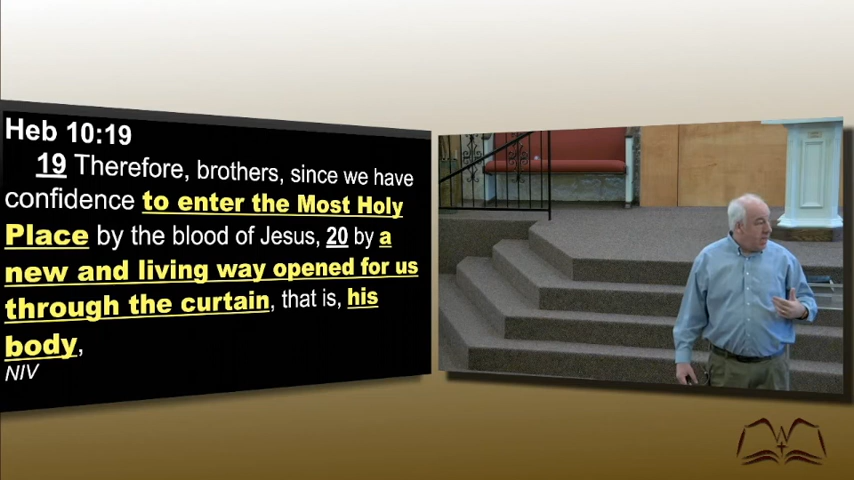 Heb 10:19
19 Therefore, brothers, since we have
confidence to enter the Most Holy
Place by the blood of Jesus, 20 by a
new and living way opened for us
through the curtain, that is, his
body,
NIV